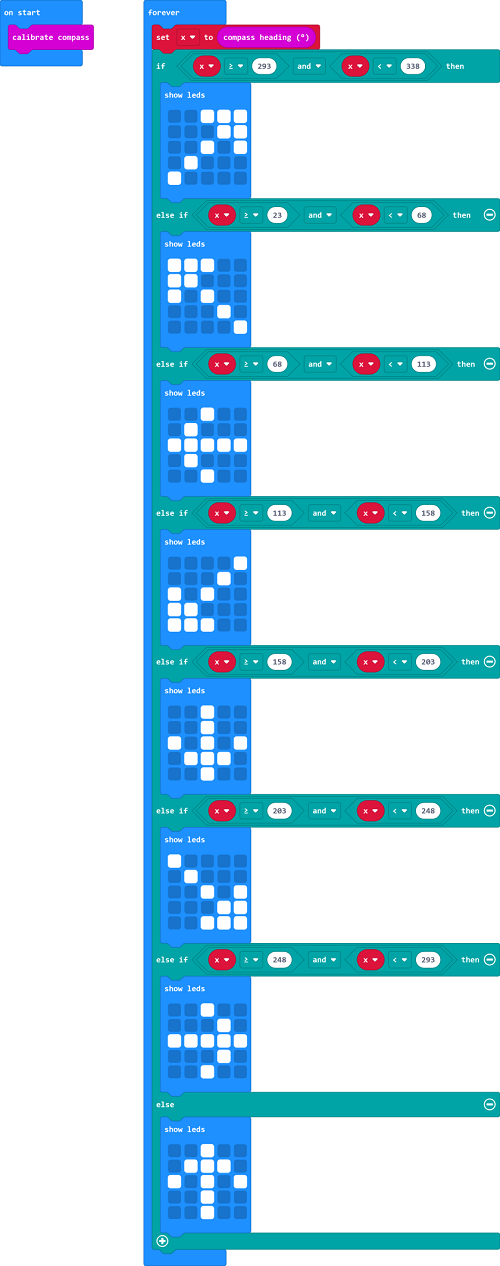 on start
calibrate compass
forever
set x to compass heading (°)
if x ≥ 293 and x < 338 then
show leds
else if x ≥ 23 and x < 68 then
show leds
else if x ≥ 68 and x < 113 then
show leds
else if x ≥ 113 and x < 158 then
show leds
else if x ≥ 158 and x < 203 then
show leds
else if x ≥ 203 and x < 248 then
show leds
else if x ≥ 248 and x < 293 then
show leds
else
show leds